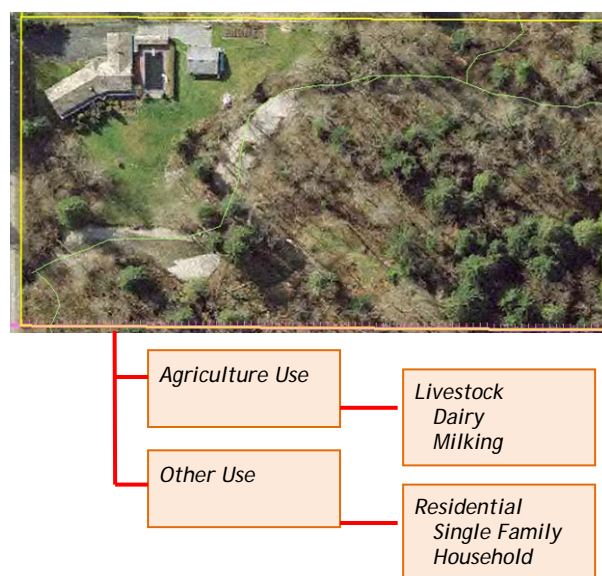 Agriculture Use
Livestock
Dairy
Milking
Other Use
Residential
Single Family
Household